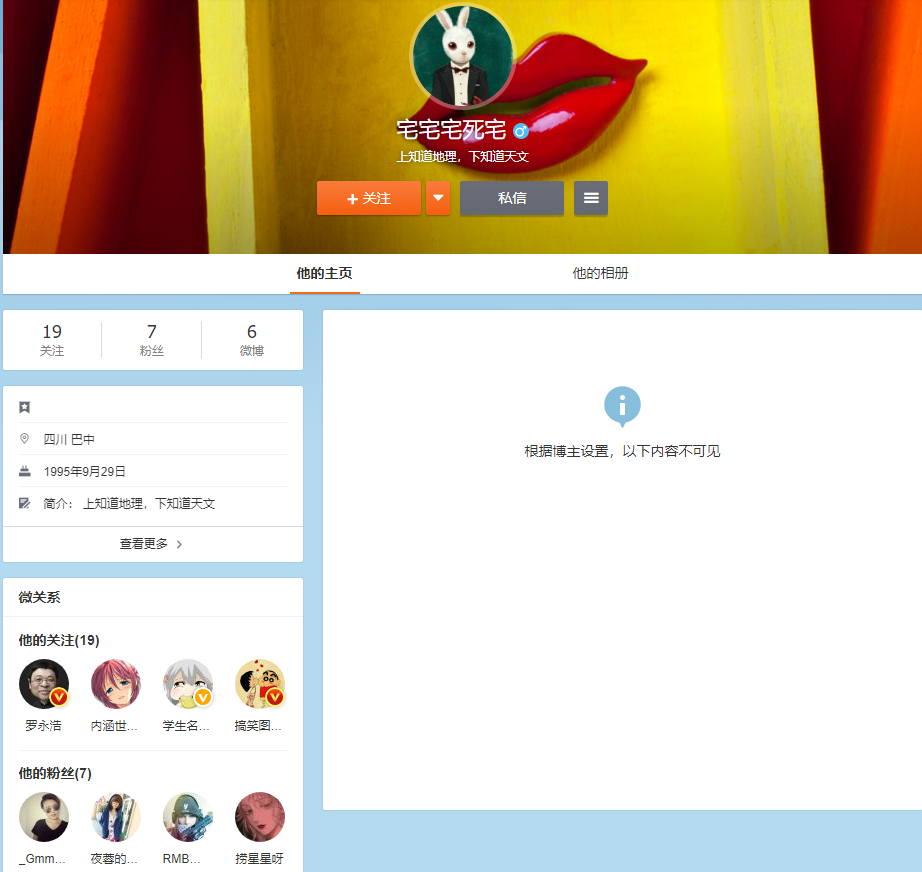 宅宅宅死宅
上知道地理，下知道天文
+ 关注
私信
他的主页
他的相册
19
7
6
关注
粉丝
微博
四川 巴中
1995年9月29日
简介： 上知道地理，下知道天文
查看更多 >
根据博主设置，以下内容不可见
微关系
他的关注(19)
罗永浩
内涵世...
学生名...
搞笑图...
他的粉丝(7)
_Gmm...
夜蓉的...
RMB...
捞星星呀